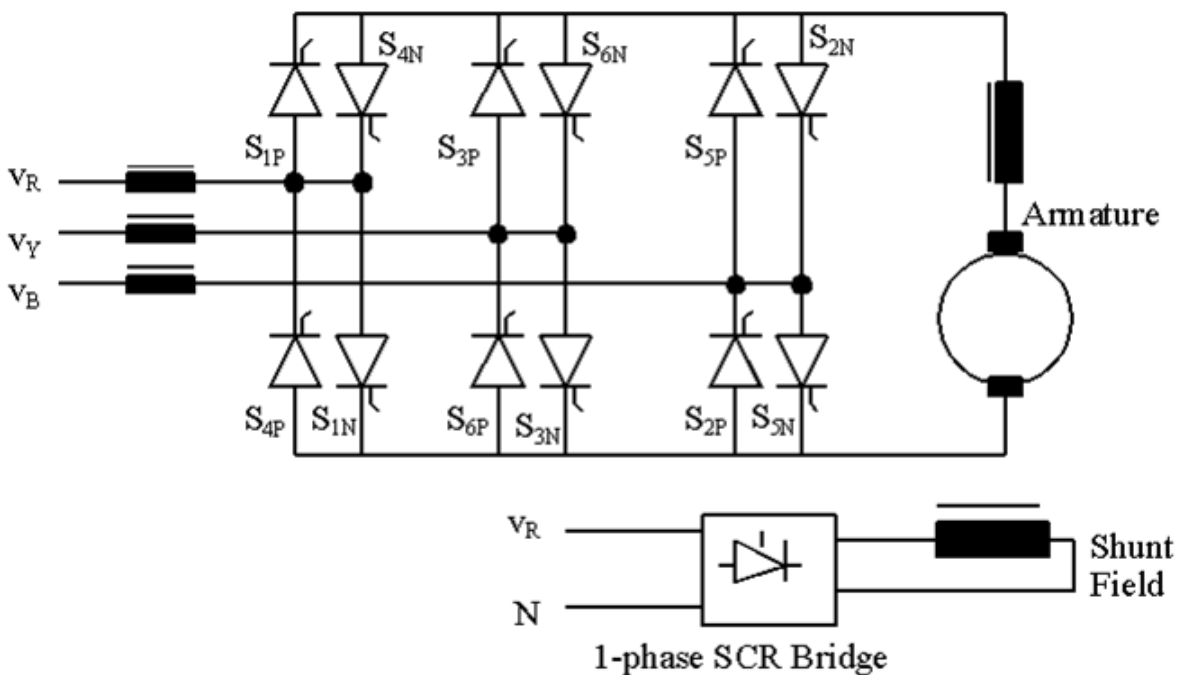 S4N
S6N
S2N
S1P
S3P
S5P
vR
vY
vB
Armature
S4P
S1N
S6P
S3N
S2P
S5N
vR
N
Shunt
Field
1-phase SCR Bridge